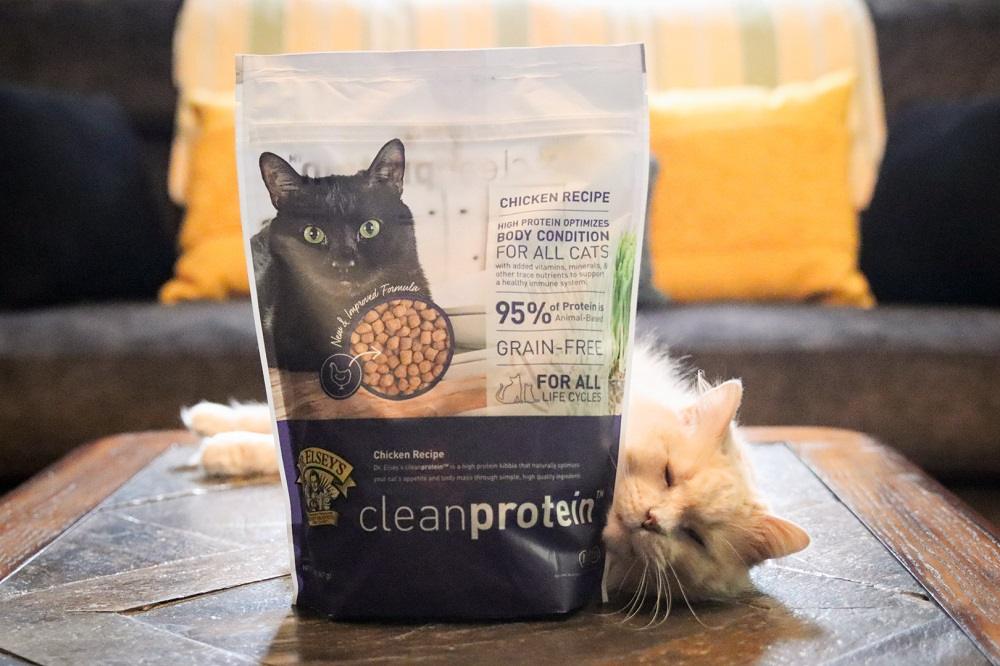 cleanprotein™
CHICKEN RECIPE
HIGH PROTEIN OPTIMIZES
BODY CONDITION
FOR ALL CATS
with added vitamins, minerals, &
other trace nutrients to support
a healthy immune system.
New & Improved Formula
95% of Protein is
Animal-Based
GRAIN-FREE
FOR ALL
LIFE CYCLES
ELSEY'S
Chicken Recipe
Dr. Elsey's cleanprotein™ is a high protein kibble that naturally optimizes
your cat's appetite and body mass through simple, high quality ingredients.
cleanprotein™